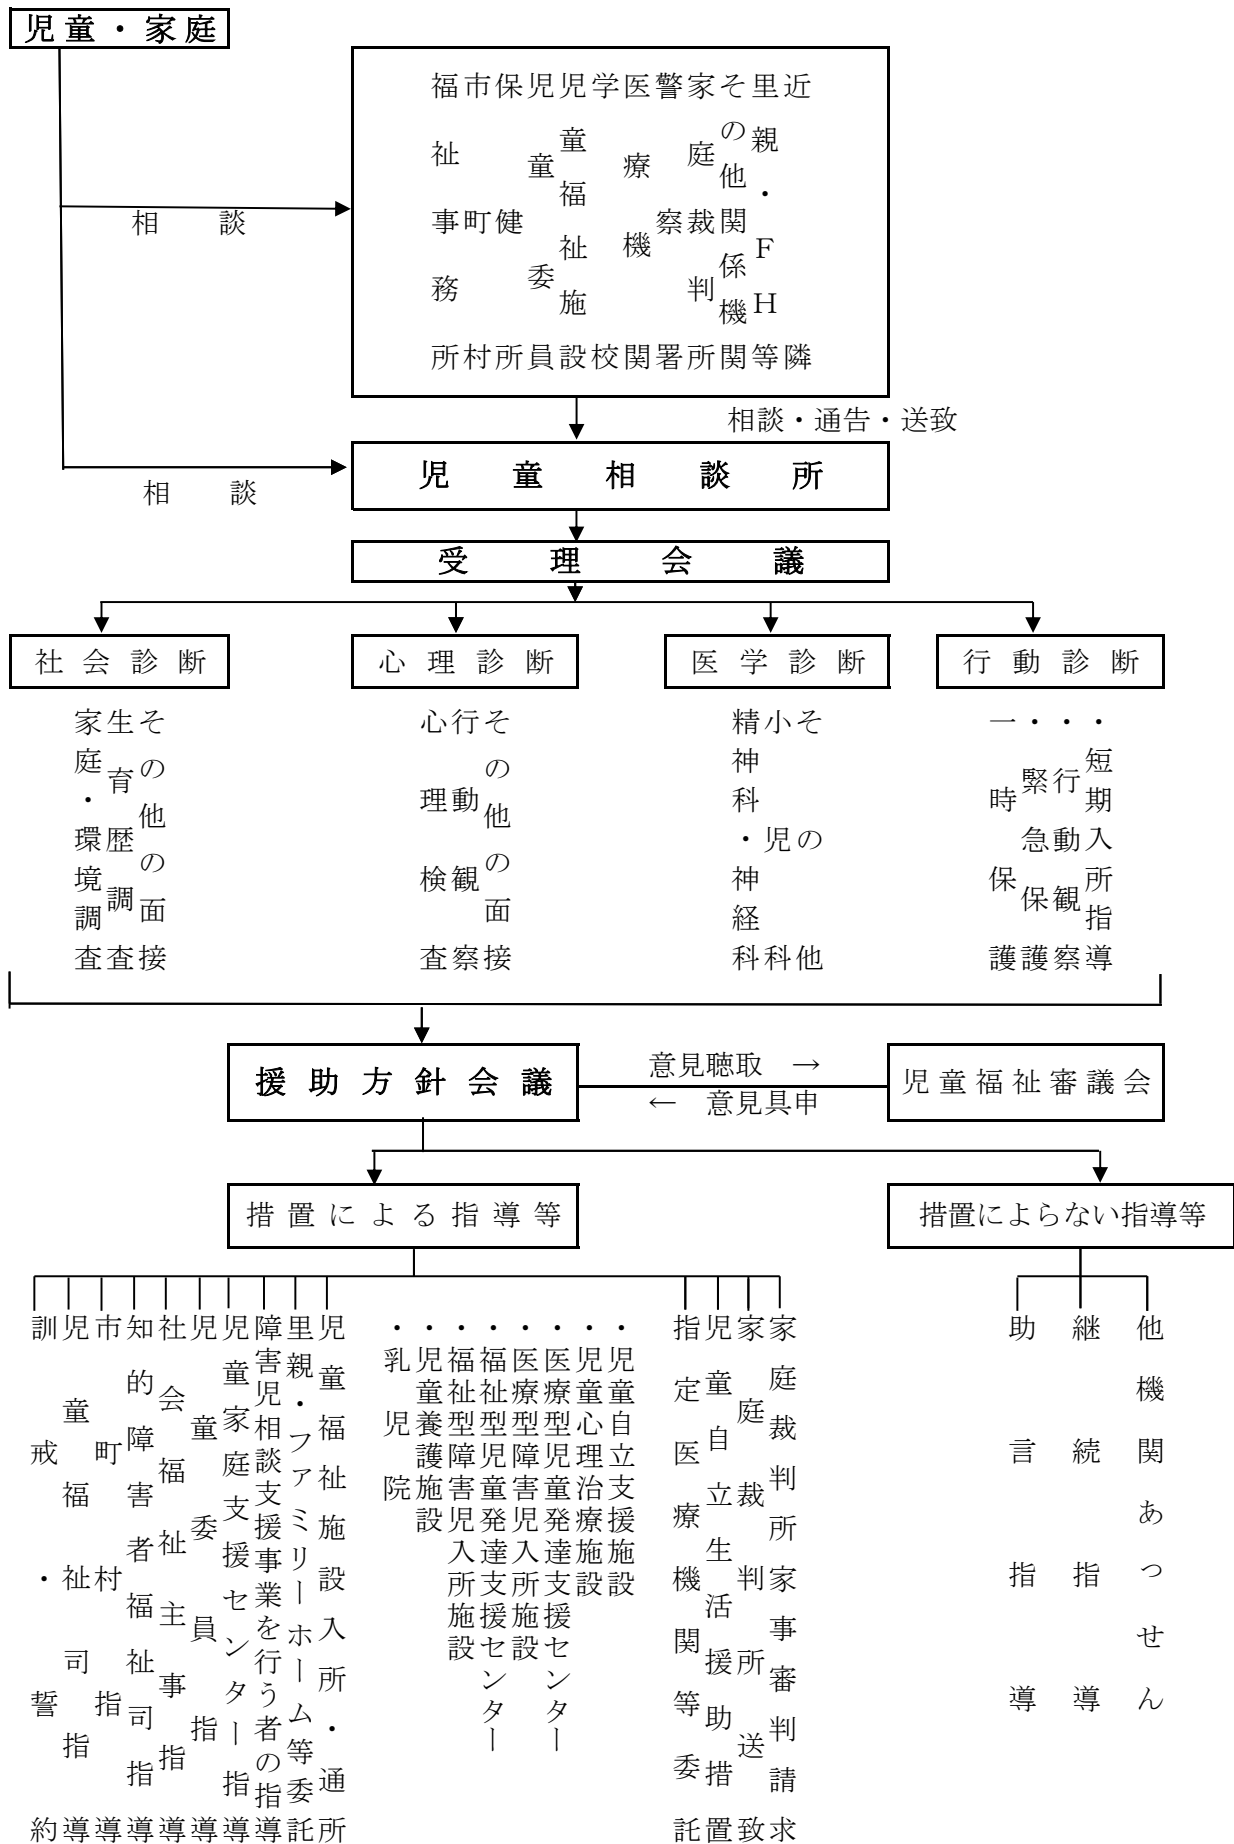 児童・家庭
福祉事務所
市町村
保健所
児童委員
児童福祉施設
学校
医療機関
警察署
家庭裁判所
その他関係機関
里親・ＦＨ等
近隣
相談
相談・通告・送致
児童相談所
相談
受理会議
社会診断
心理診断
医学診断
行動診断
家庭・環境調査
生育歴調査
その他の面接
心理検査
行動観察
その他の面接
精神科・神経科
小児科
その他
一時保護
・緊急保護
・行動観察
・短期入所指導
援助方針会議
意見聴取　→
←　意見具申
児童福祉審議会
措置による指導等
措置によらない指導等
訓戒・誓約
児童福祉司指導
市町村指導
知的障害者福祉司指導
社会福祉主事指導
児童委員指導
児童家庭支援センター指導
障害児相談支援事業を行う者の指導
里親・ファミリーホーム等委託
児童福祉施設入所・通所
・乳児院
・児童養護施設
・福祉型障害児入所施設
・福祉型児童発達支援センター
・医療型障害児入所施設
・医療型児童発達支援センター
・児童心理治療施設
・児童自立支援施設
指定医療機関等委託
児童自立生活援助措置
家庭裁判所送致
家庭裁判所家事審判請求
助言指導
継続指導
他機関あっせん